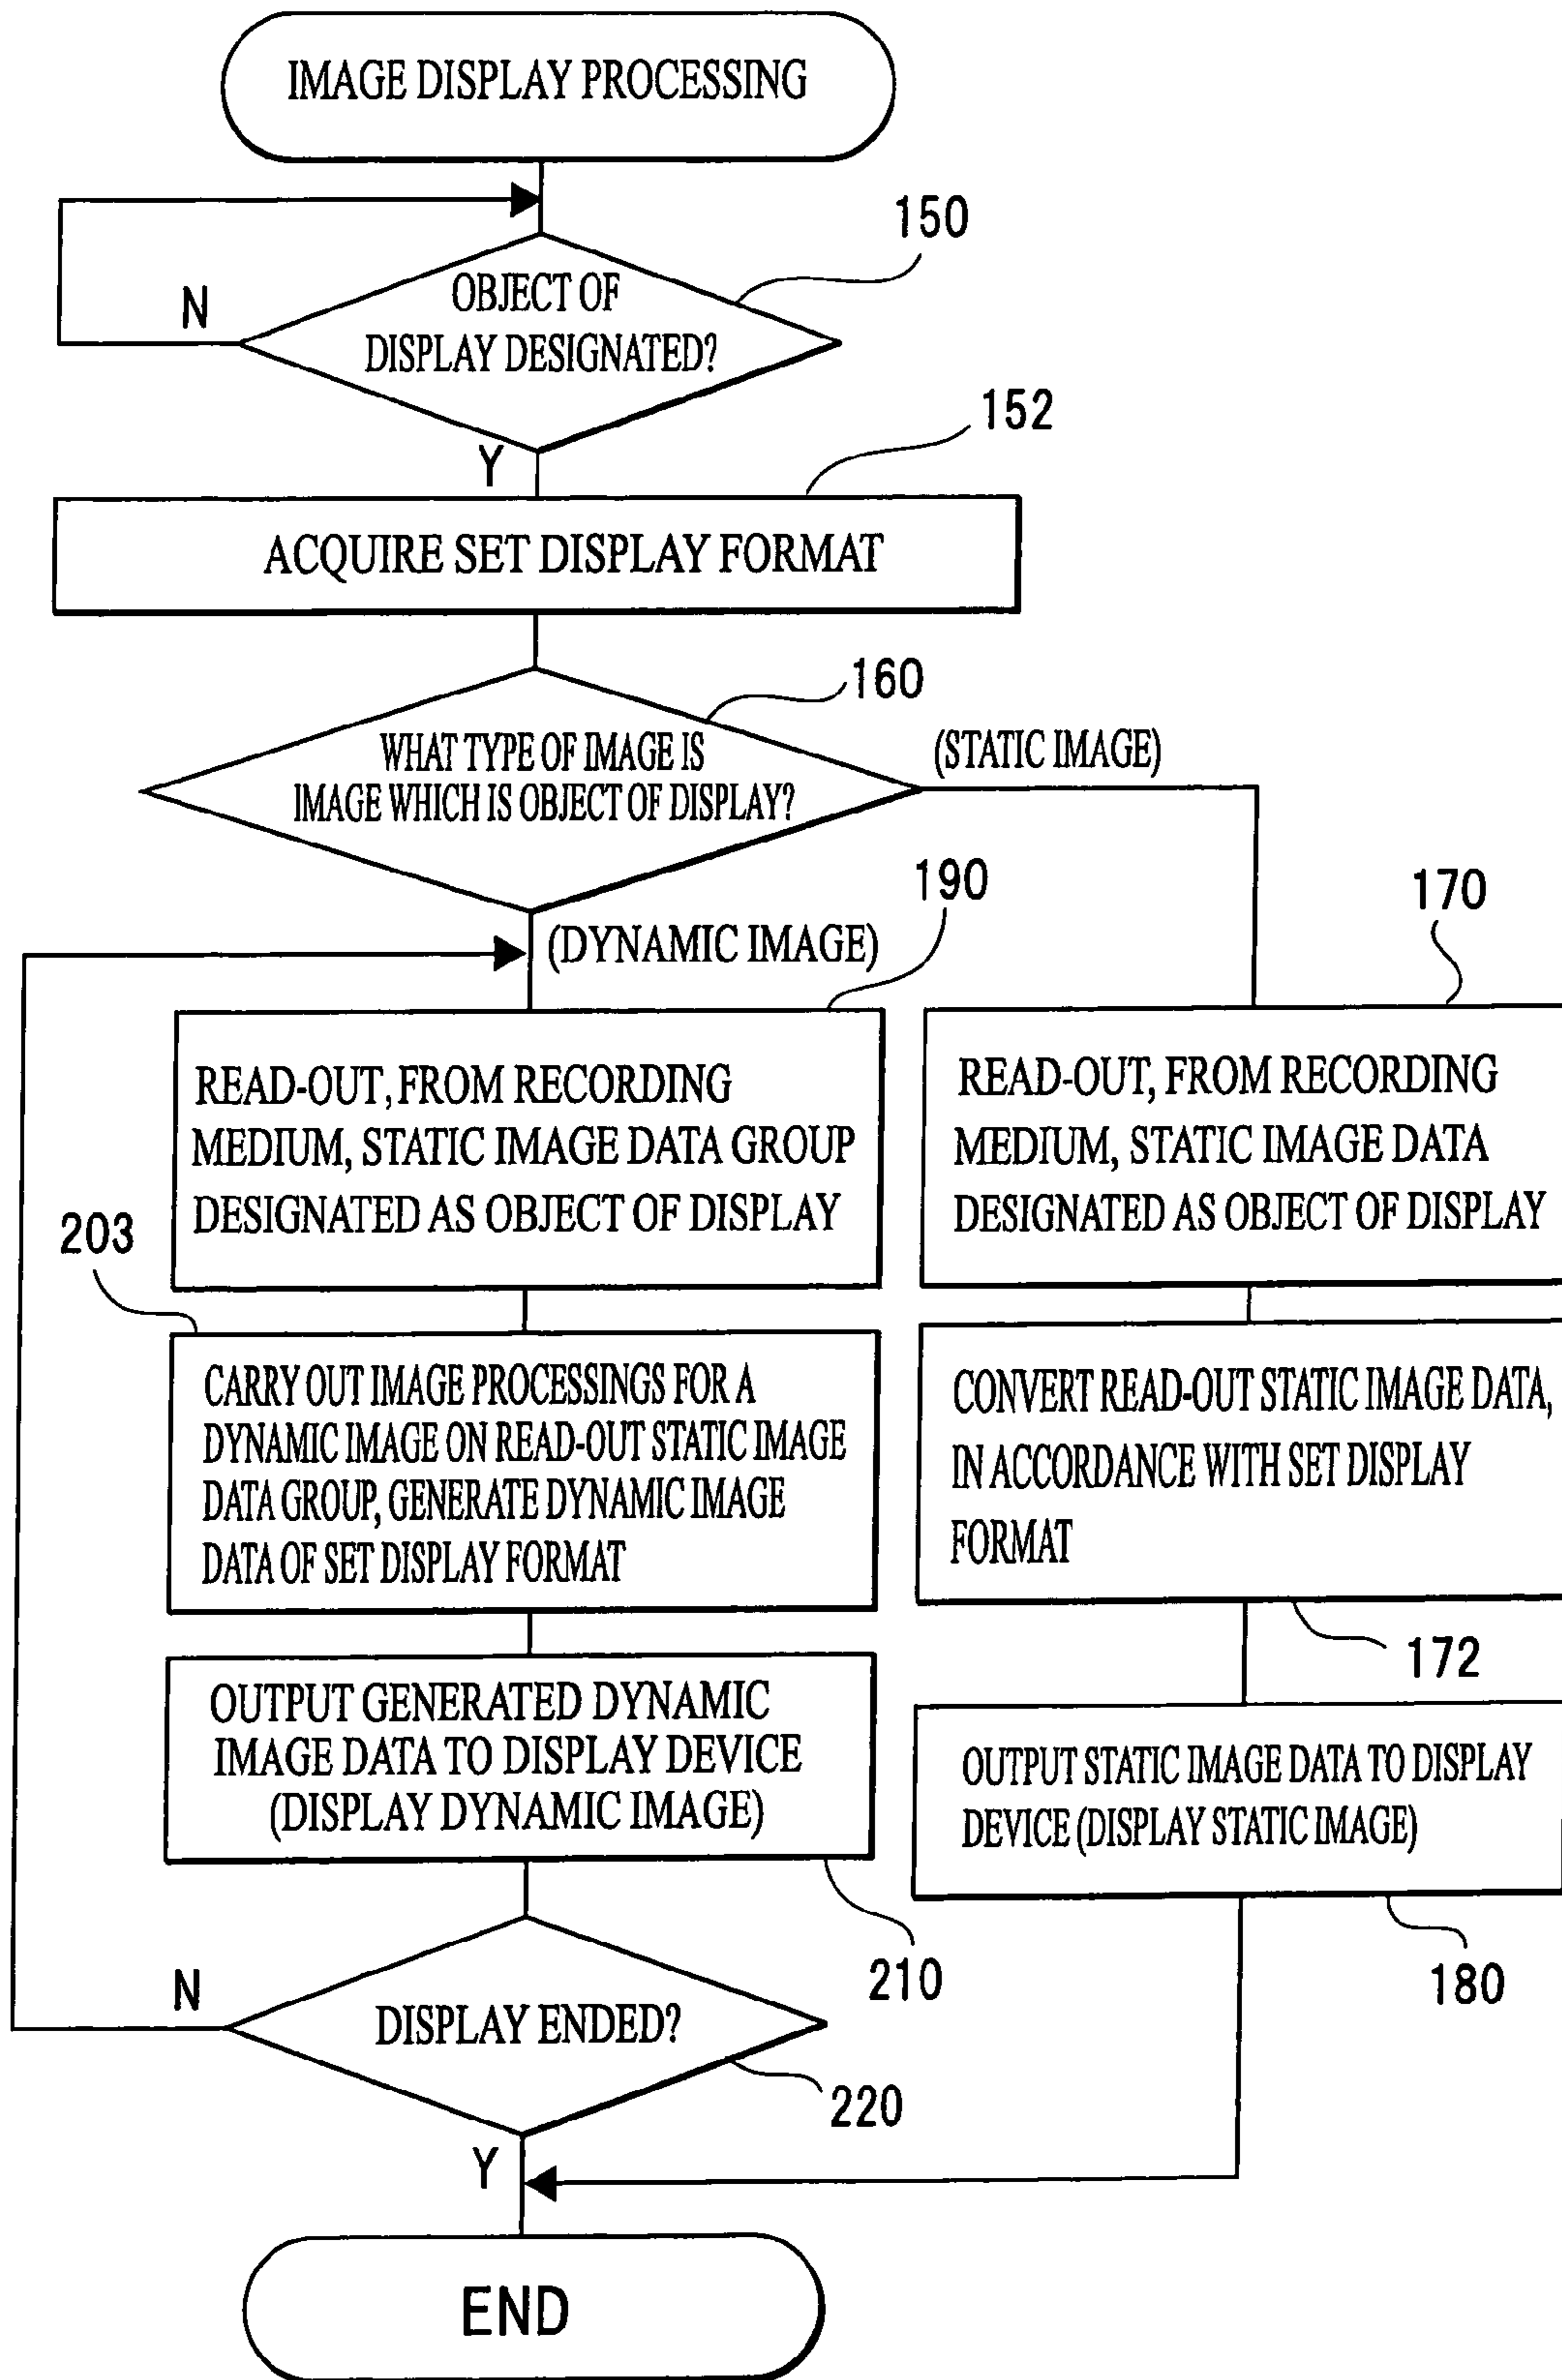 IMAGE DISPLAY PROCESSING
150
OBJECT OF
DISPLAY DESIGNATED?
N
Y
152
ACQUIRE SET DISPLAY FORMAT
160
WHAT TYPE OF IMAGE IS
IMAGE WHICH IS OBJECT OF DISPLAY?
(STATIC IMAGE)
(DYNAMIC IMAGE)
190
READ-OUT, FROM RECORDING
MEDIUM, STATIC IMAGE DATA GROUP
DESIGNATED AS OBJECT OF DISPLAY
170
READ-OUT, FROM RECORDING
MEDIUM, STATIC IMAGE DATA
DESIGNATED AS OBJECT OF DISPLAY
203
CARRY OUT IMAGE PROCESSINGS FOR A
DYNAMIC IMAGE ON READ-OUT STATIC IMAGE
DATA GROUP, GENERATE DYNAMIC IMAGE
DATA OF SET DISPLAY FORMAT
CONVERT READ-OUT STATIC IMAGE DATA,
IN ACCORDANCE WITH SET DISPLAY
FORMAT
172
OUTPUT GENERATED DYNAMIC
IMAGE DATA TO DISPLAY DEVICE
(DISPLAY DYNAMIC IMAGE)
210
OUTPUT STATIC IMAGE DATA TO DISPLAY
DEVICE (DISPLAY STATIC IMAGE)
180
N
DISPLAY ENDED?
220
Y
END